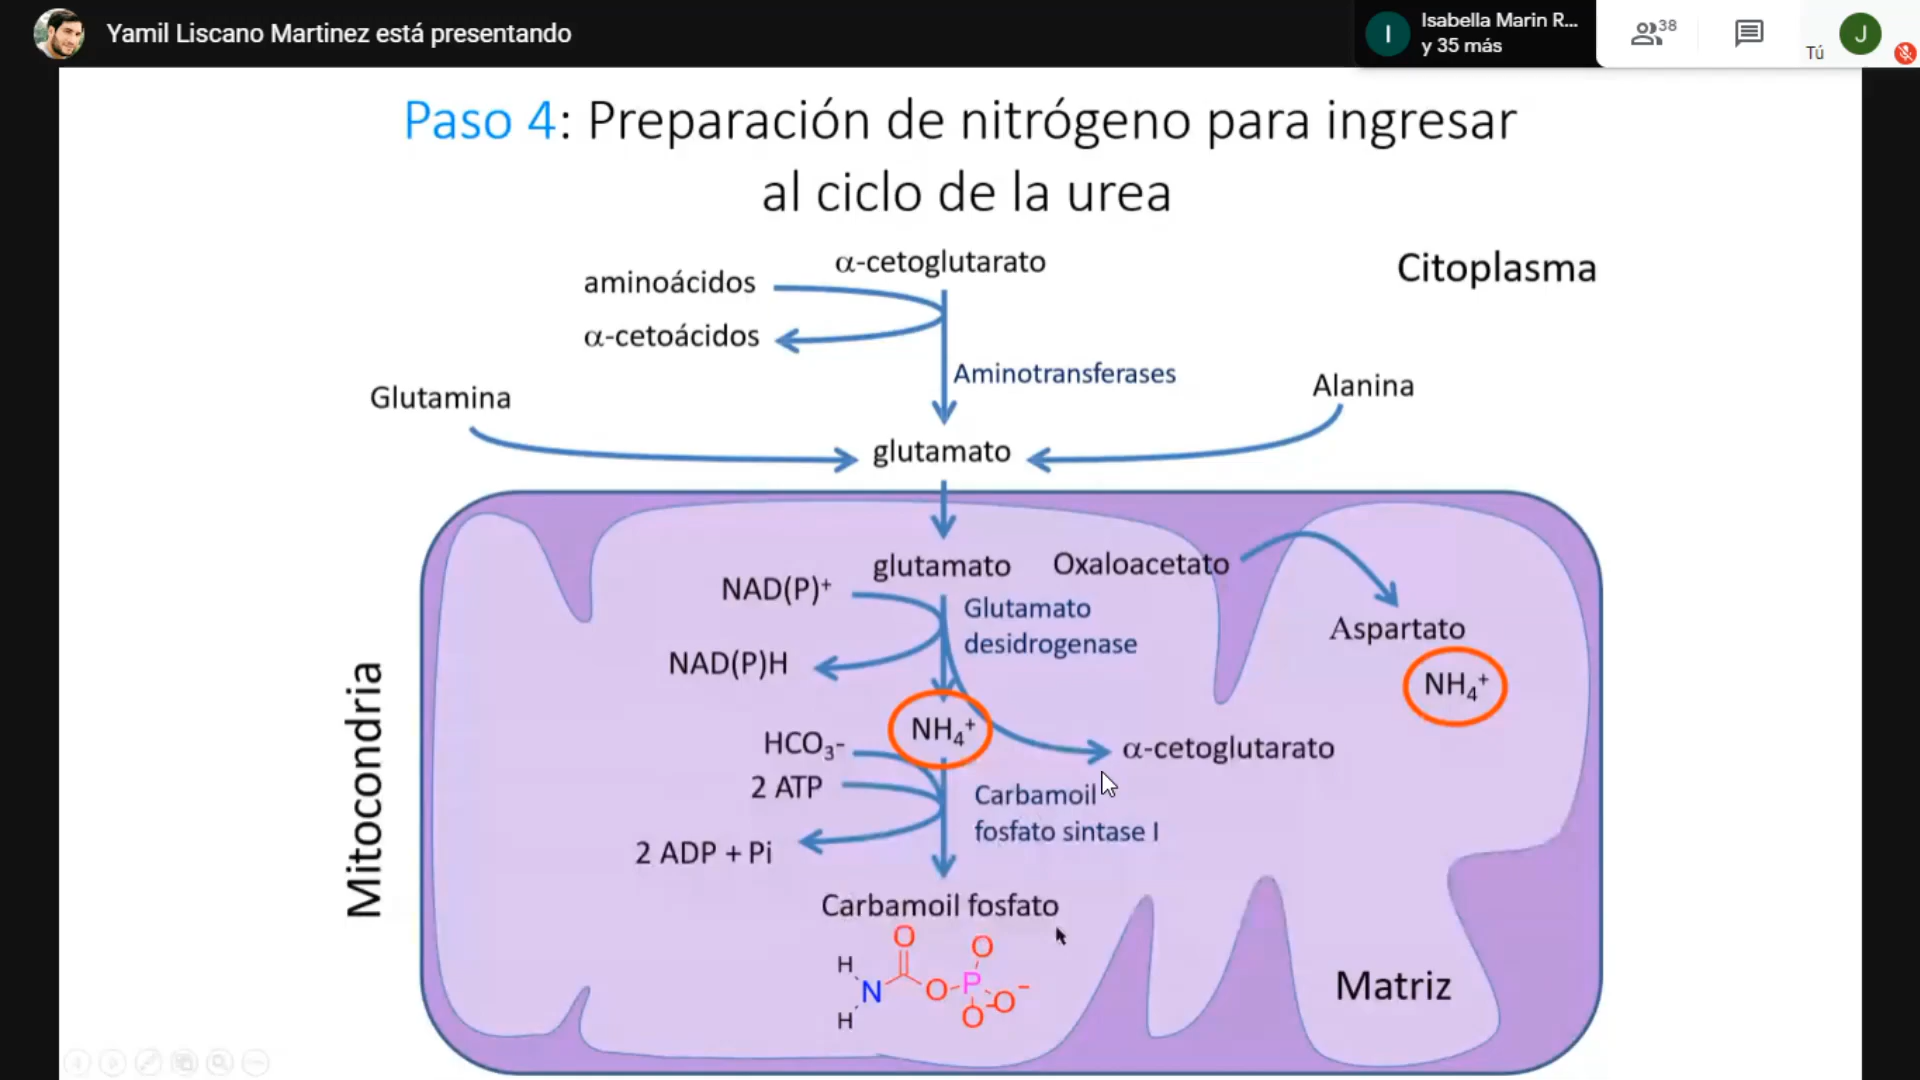 Yamil Liscano Martinez está presentando
I
Isabella Marin R...
y 35 más
38
Tú
J
Paso 4: Preparación de nitrógeno para ingresar
al ciclo de la urea
α-cetoglutarato
Citoplasma
aminoácidos
α-cetoácidos
Aminotransferases
Glutamina
Alanina
glutamato
glutamato
Oxaloacetato
NAD(P)⁺
Glutamato
desidrogenase
Aspartato
NAD(P)H
NH₄⁺
NH₄⁺
HCO₃-
α-cetoglutarato
2 ATP
Carbamoil
fosfato sintase I
2 ADP + Pi
Mitocondria
Carbamoil fosfato
O
O
H
N
O
P
O
-
O
H
Matriz